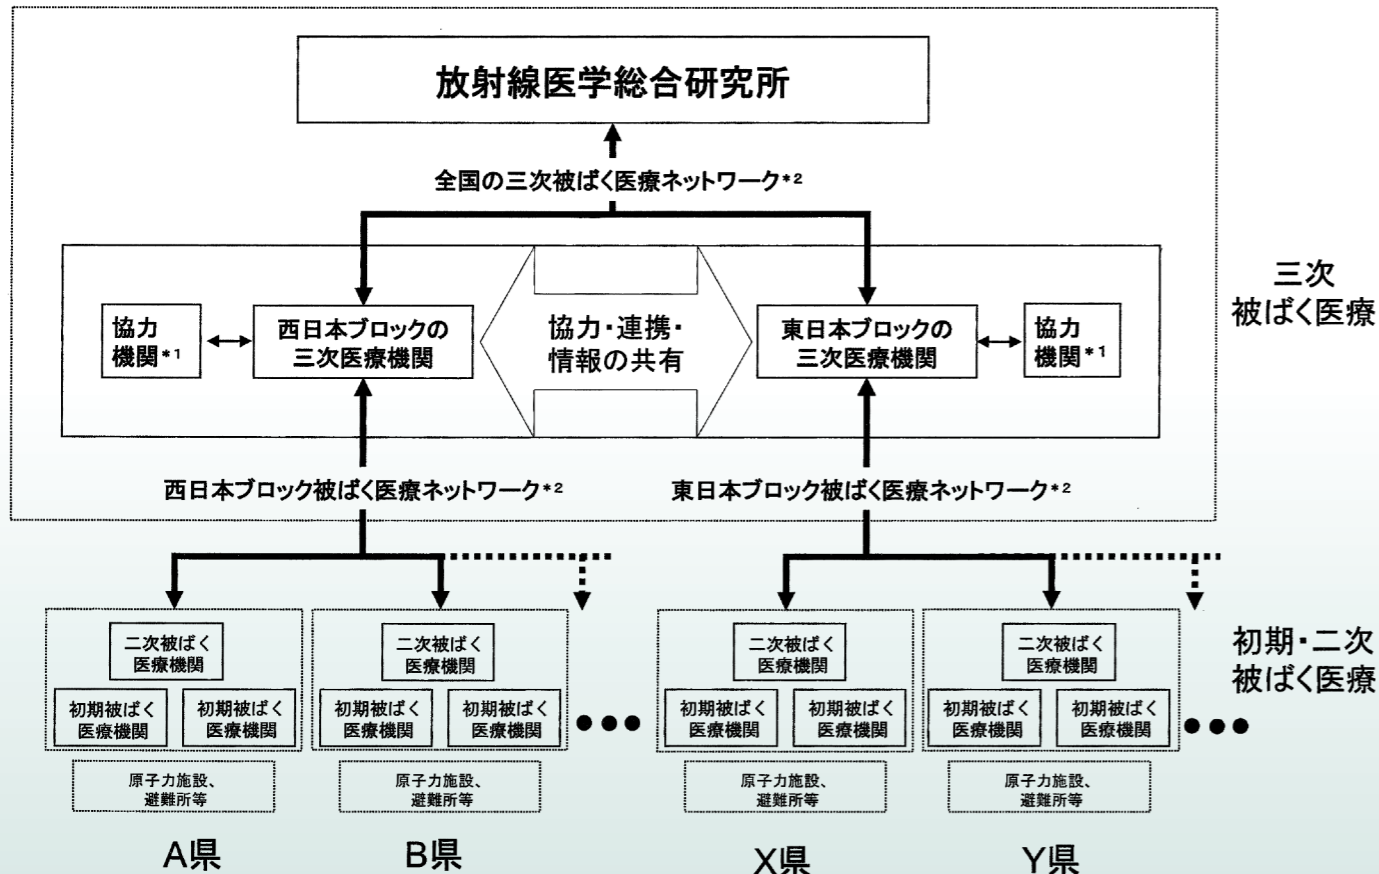 放射線医学総合研究所
全国の三次被ばく医療ネットワーク*2
三次
被ばく医療
協力
機関*1
西日本ブロックの
三次医療機関
協力・連携・
情報の共有
東日本ブロックの
三次医療機関
協力
機関*1
西日本ブロック被ばく医療ネットワーク*2
東日本ブロック被ばく医療ネットワーク*2
初期・二次
被ばく医療
二次被ばく
医療機関
初期被ばく
医療機関
初期被ばく
医療機関
原子力施設、
避難所等
A県
二次被ばく
医療機関
初期被ばく
医療機関
初期被ばく
医療機関
原子力施設、
避難所等
B県
●●●
二次被ばく
医療機関
初期被ばく
医療機関
初期被ばく
医療機関
原子力施設、
避難所等
X県
二次被ばく
医療機関
初期被ばく
医療機関
初期被ばく
医療機関
原子力施設、
避難所等
Y県
●●●